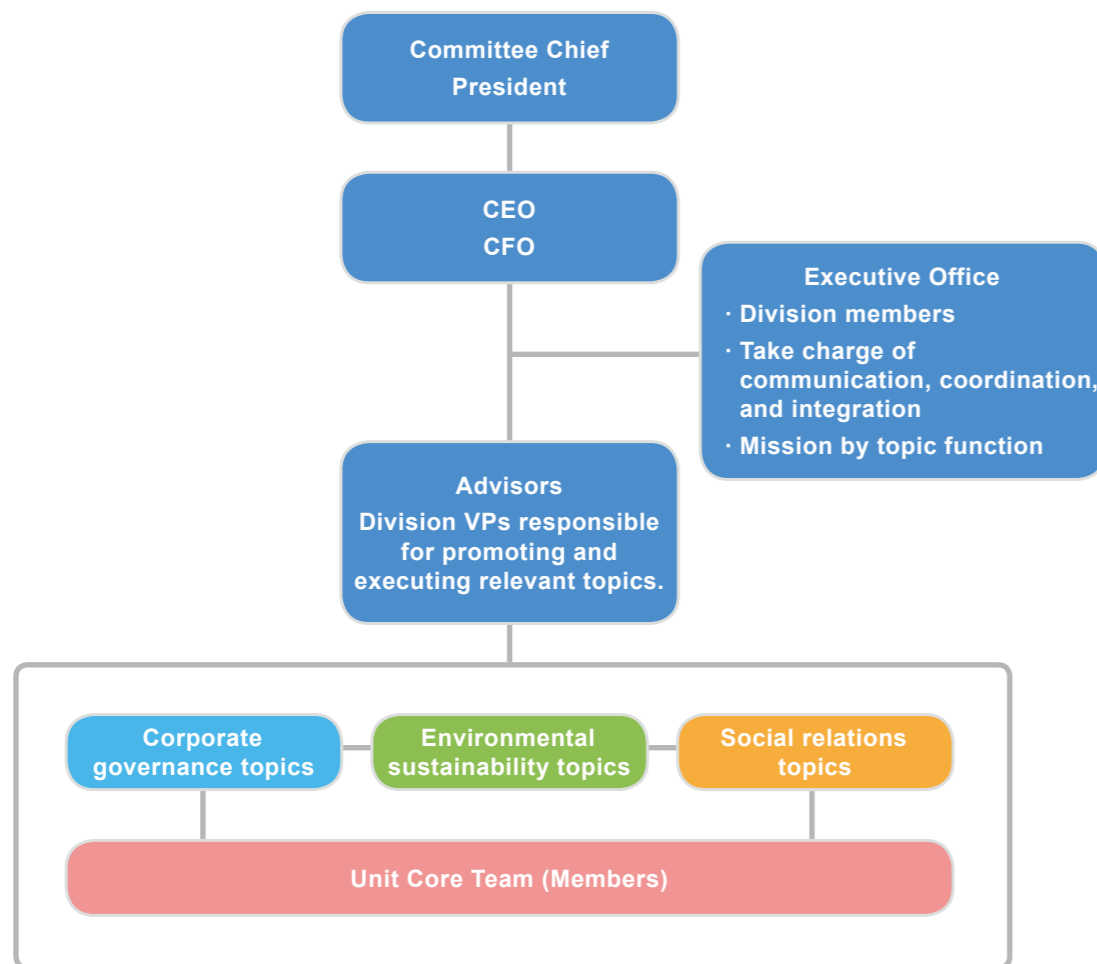 Committee Chief
President
CEO
CFO
Executive Office
· Division members
· Take charge of
communication, coordination,
and integration
· Mission by topic function
Advisors
Division VPs responsible
for promoting and
executing relevant topics.
Corporate
governance topics
Environmental
sustainability topics
Social relations
topics
Unit Core Team (Members)